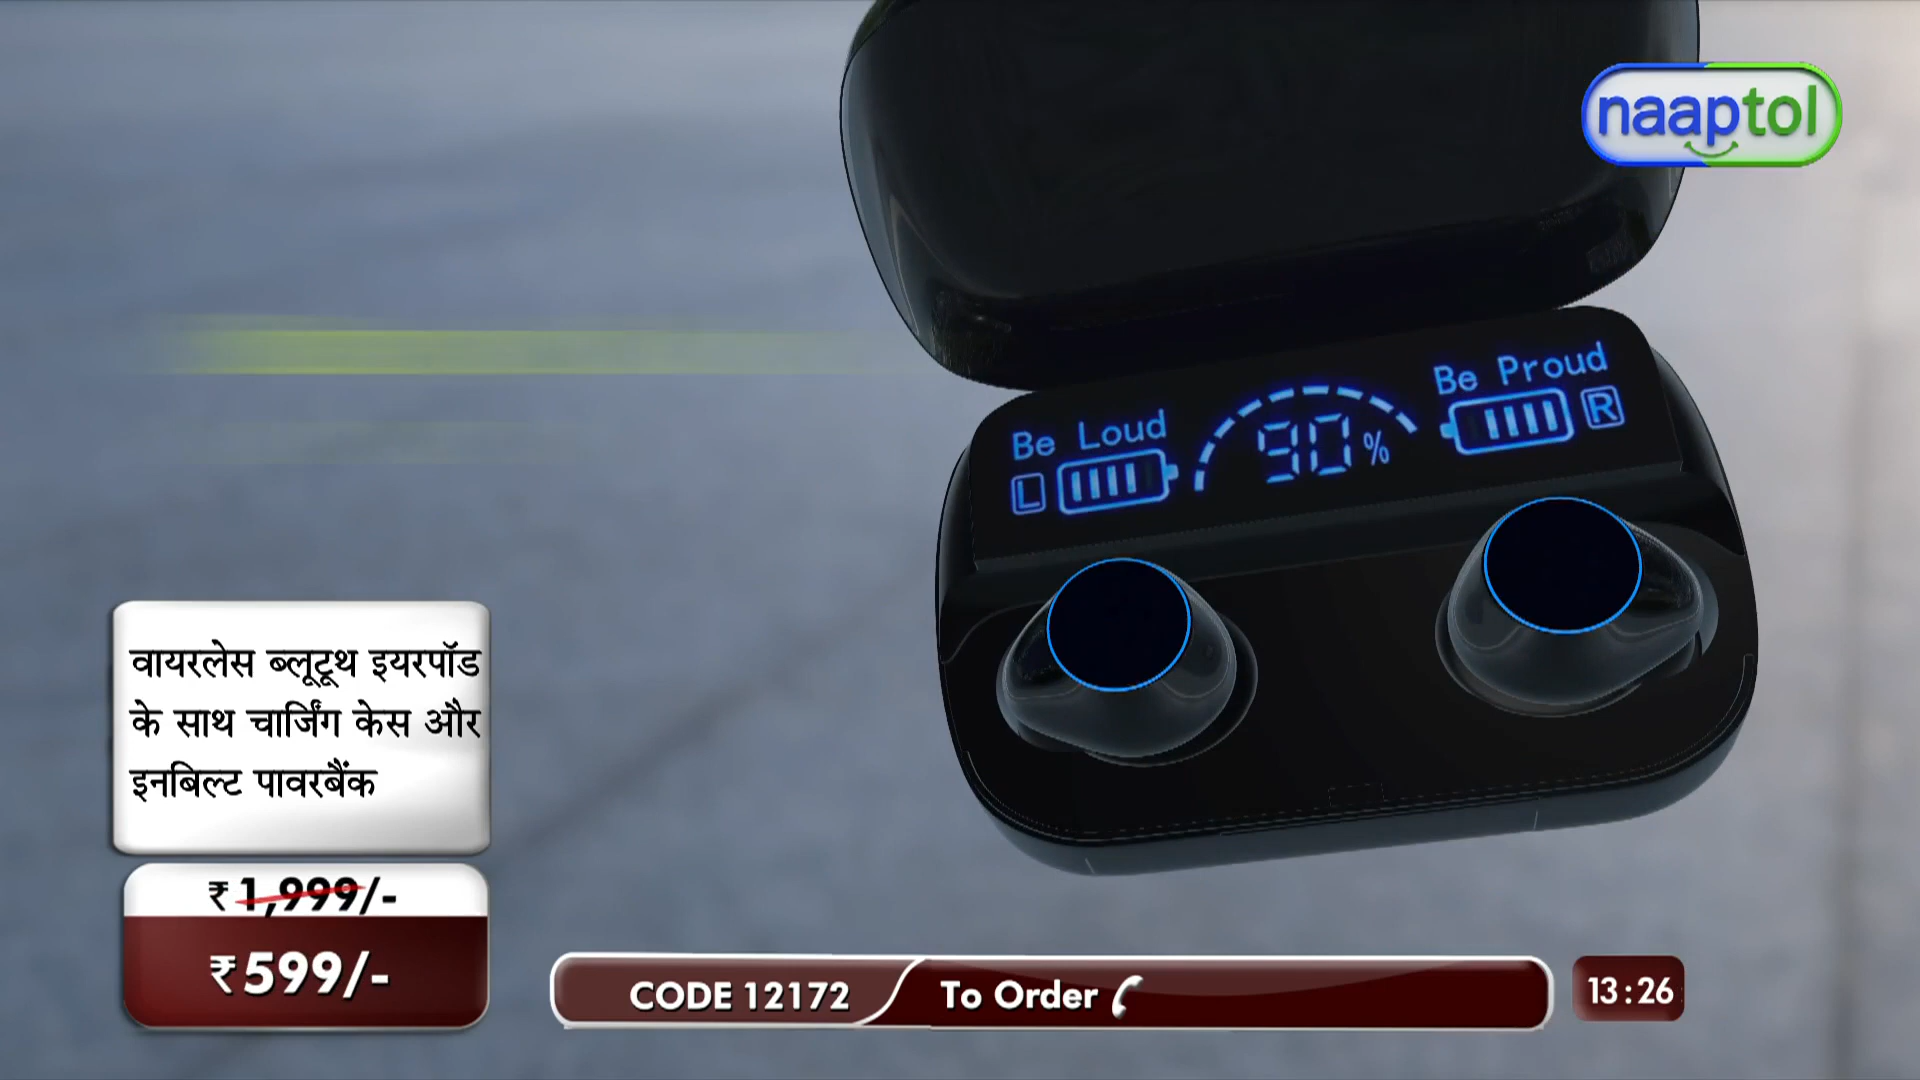 naaptol
Be Loud
Be Proud
L
90%
R
वायरलेस ब्लूटूथ इयरपॉड
के साथ चार्जिंग केस और
इनबिल्ट पावरबैंक
₹1,999/-
₹599/-
CODE 12172
To Order
13:26